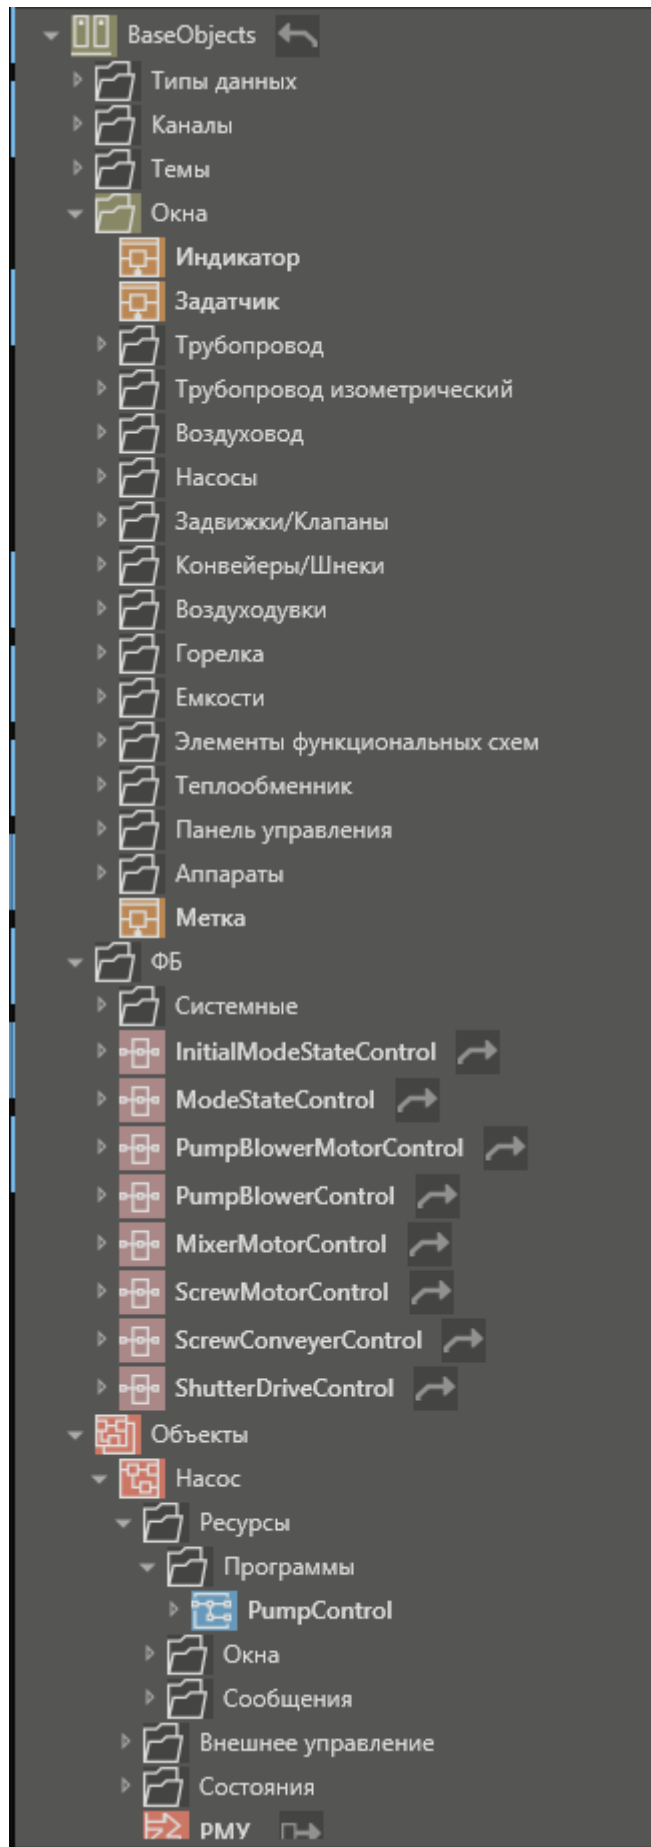 BaseObjects
Типы данных
Каналы
Темы
Окна
Индикатор
Задатчик
Трубопровод
Трубопровод изометрический
Воздуховод
Насосы
Задвижки/Клапаны
Конвейеры/Шнеки
Воздуходувки
Горелка
Емкости
Элементы функциональных схем
Теплообменник
Панель управления
Аппараты
Метка
ФБ
Системные
InitialModeStateControl
ModeStateControl
PumpBlowerMotorControl
PumpBlowerControl
MixerMotorControl
ScrewMotorControl
ScrewConveyerControl
ShutterDriveControl
Объекты
Насос
Ресурсы
Программы
PumpControl
Окна
Сообщения
Внешнее управление
Состояния
РМУ